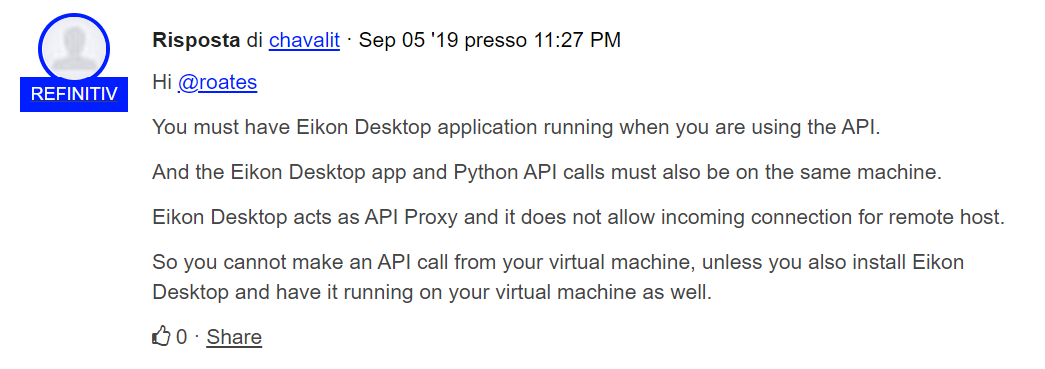 Risposta di chavalit · Sep 05 '19 presso 11:27 PM
REFINITIV
Hi @roates
You must have Eikon Desktop application running when you are using the API.
And the Eikon Desktop app and Python API calls must also be on the same machine.
Eikon Desktop acts as API Proxy and it does not allow incoming connection for remote host.
So you cannot make an API call from your virtual machine, unless you also install Eikon
Desktop and have it running on your virtual machine as well.
0 · Share